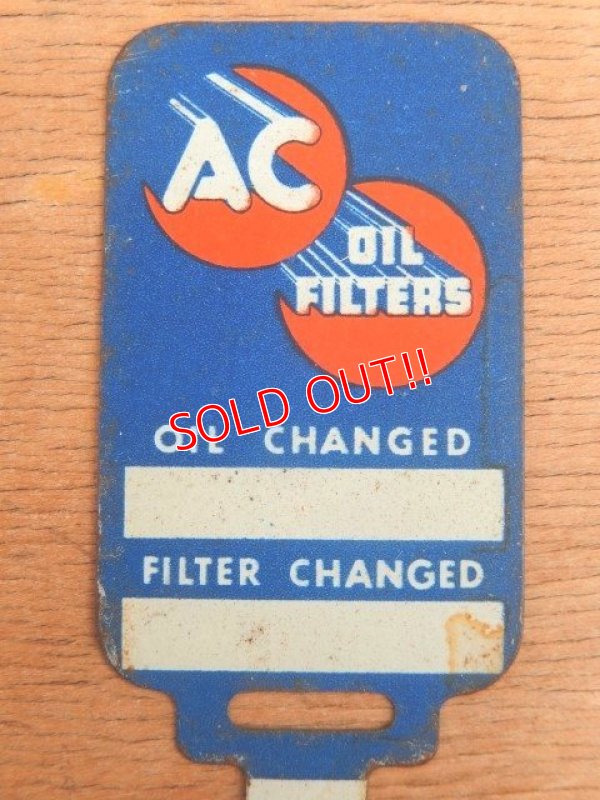 AC
OIL
FILTERS
SOLD OUT!!
OIL CHANGED
FILTER CHANGED